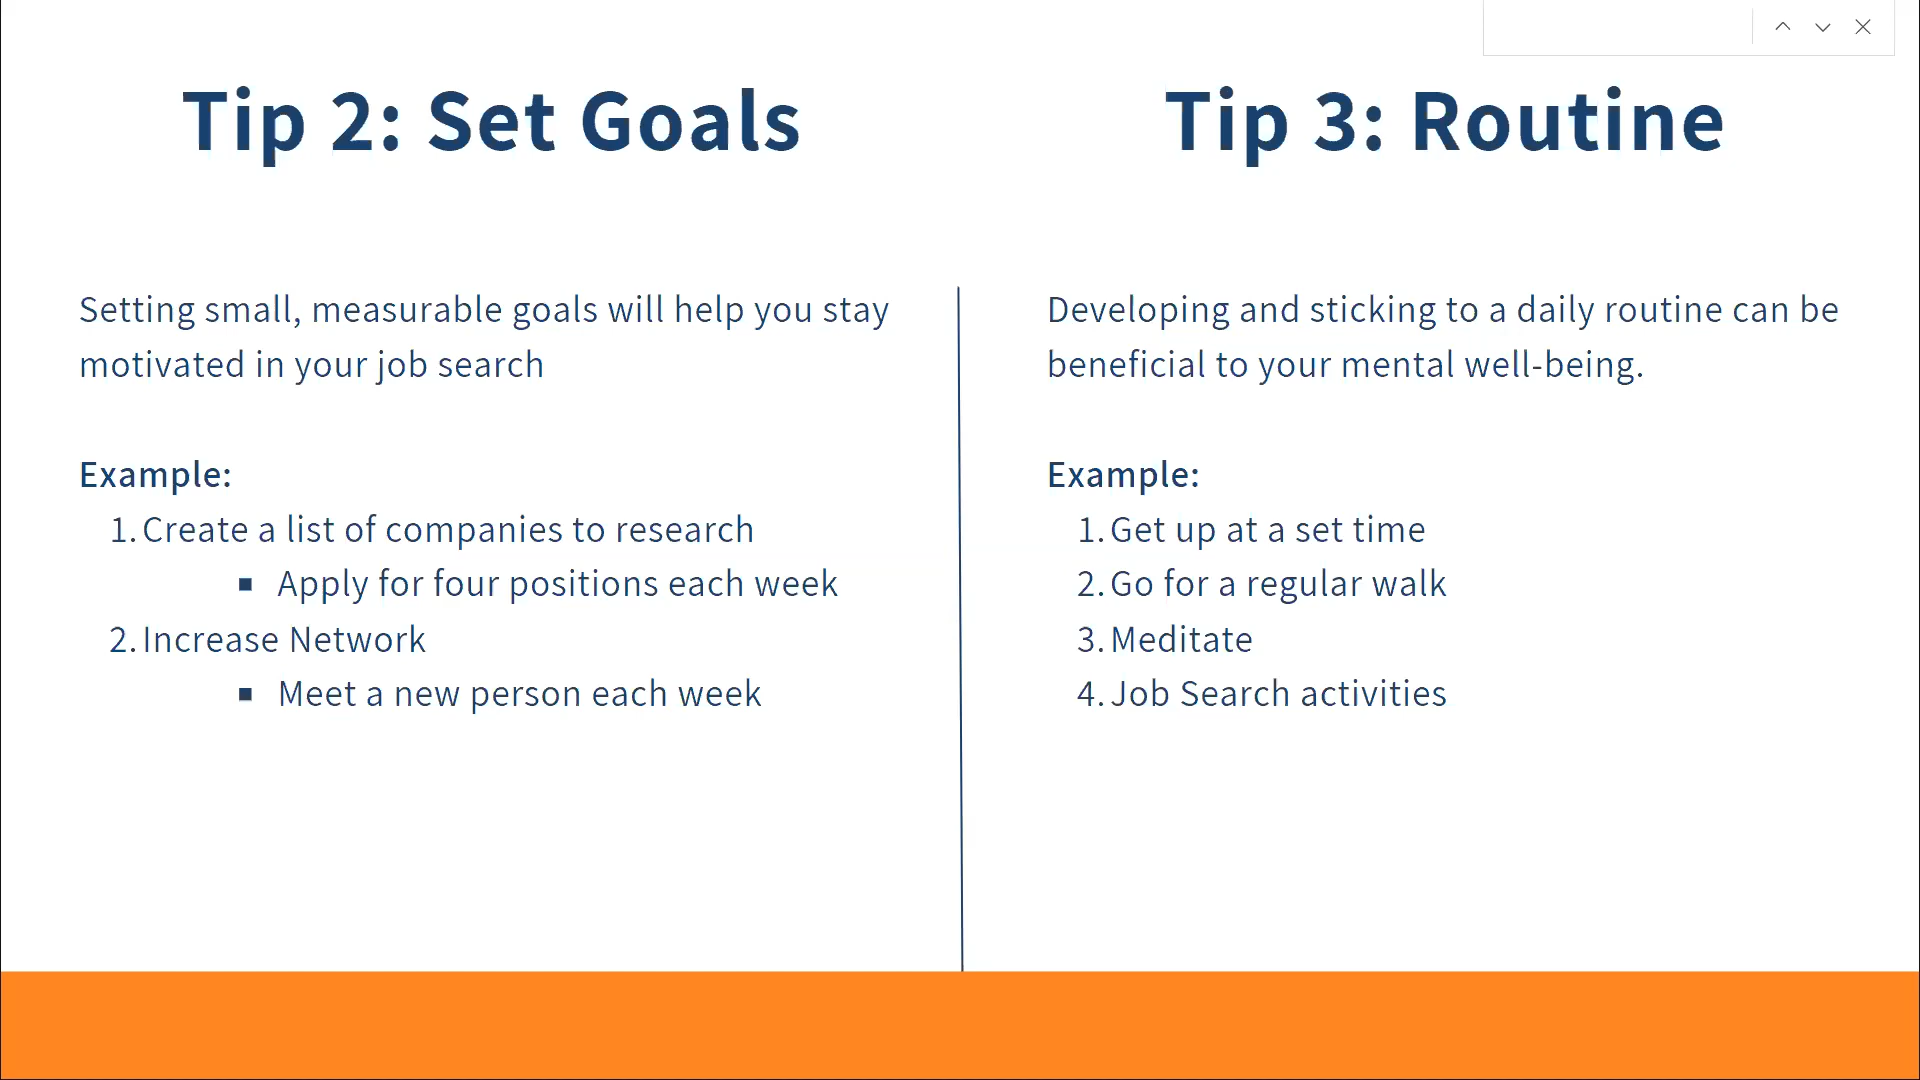 Tip 2: Set Goals
Setting small, measurable goals will help you stay
motivated in your job search
Example:
1. Create a list of companies to research
▪ Apply for four positions each week
2. Increase Network
▪ Meet a new person each week
Tip 3: Routine
Developing and sticking to a daily routine can be
beneficial to your mental well-being.
Example:
1. Get up at a set time
2. Go for a regular walk
3. Meditate
4. Job Search activities